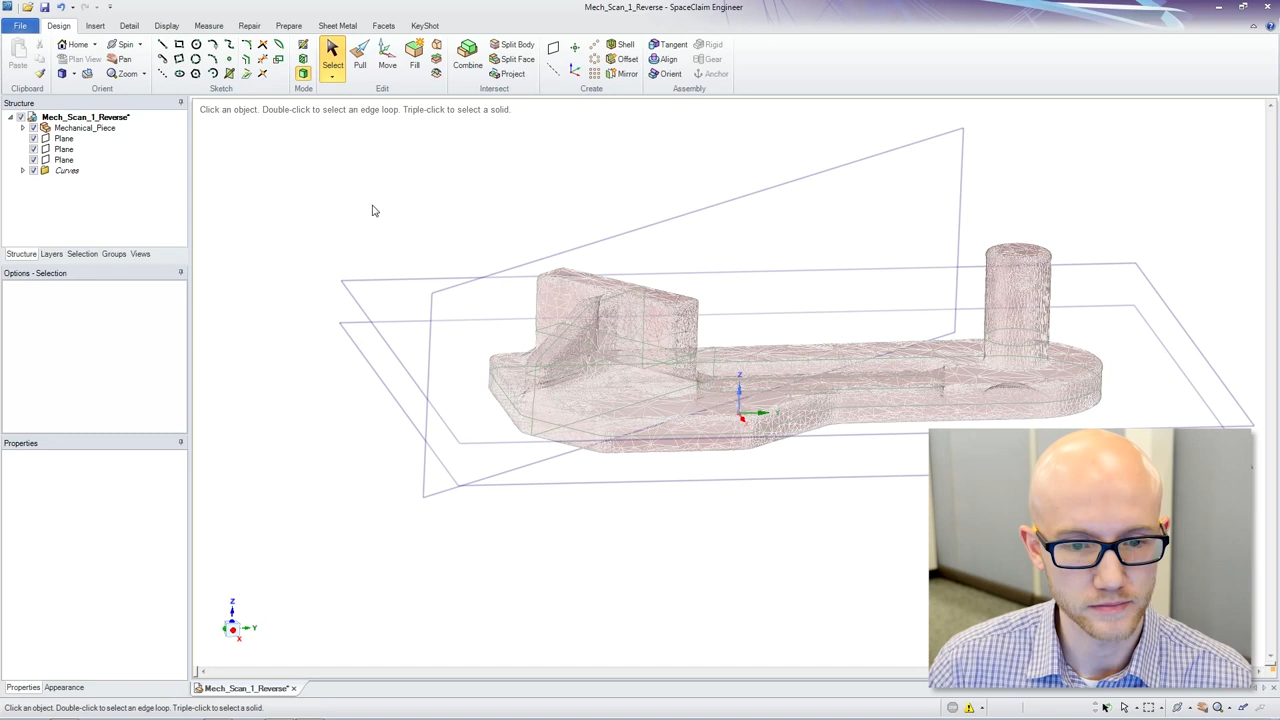 Mech_Scan_1_Reverse* - SpaceClaim Engineer
File Design Insert Detail Display Measure Repair Prepare Sheet Metal Facets KeyShot
Paste
Home
Plan View
Spin
Pan
Zoom
Select
Pull
Move
Fill
Combine
Split Body
Split Face
Project
Shell
Offset
Mirror
Tangent
Align
Orient
Rigid
Gear
Anchor
Clipboard Orient Sketch Mode Edit Intersect Create Assembly
Structure
Mech_Scan_1_Reverse*
Mechanical_Piece
Plane
Plane
Plane
Curves
Structure Layers Selection Groups Views
Options - Selection
Properties
Properties Appearance
Click an object. Double-click to select an edge loop. Triple-click to select a solid.
Z
Z
Y
X
Mech_Scan_1_Reverse*
Click an object. Double-click to select an edge loop. Triple-click to select a solid.